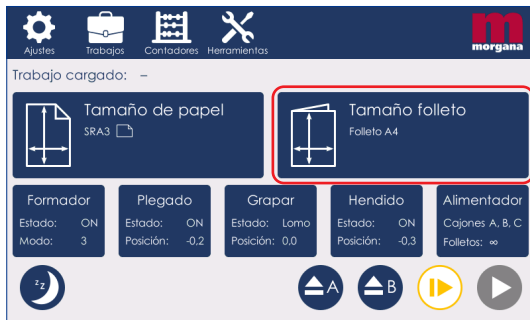 Ajustes Trabajos Contadores Herramientas
morgana
Trabajo cargado: –
Tamaño de papel
SRA3
Tamaño folleto
Folleto A4
Formador
Estado: ON
Modo: 3
Plegado
Estado: ON
Posición: -0,2
Grapar
Estado: Lomo
Posición: 0,0
Hendido
Estado: ON
Posición: -0,3
Alimentador
Cajones A, B, C
Folletos: ∞
z z
A
B